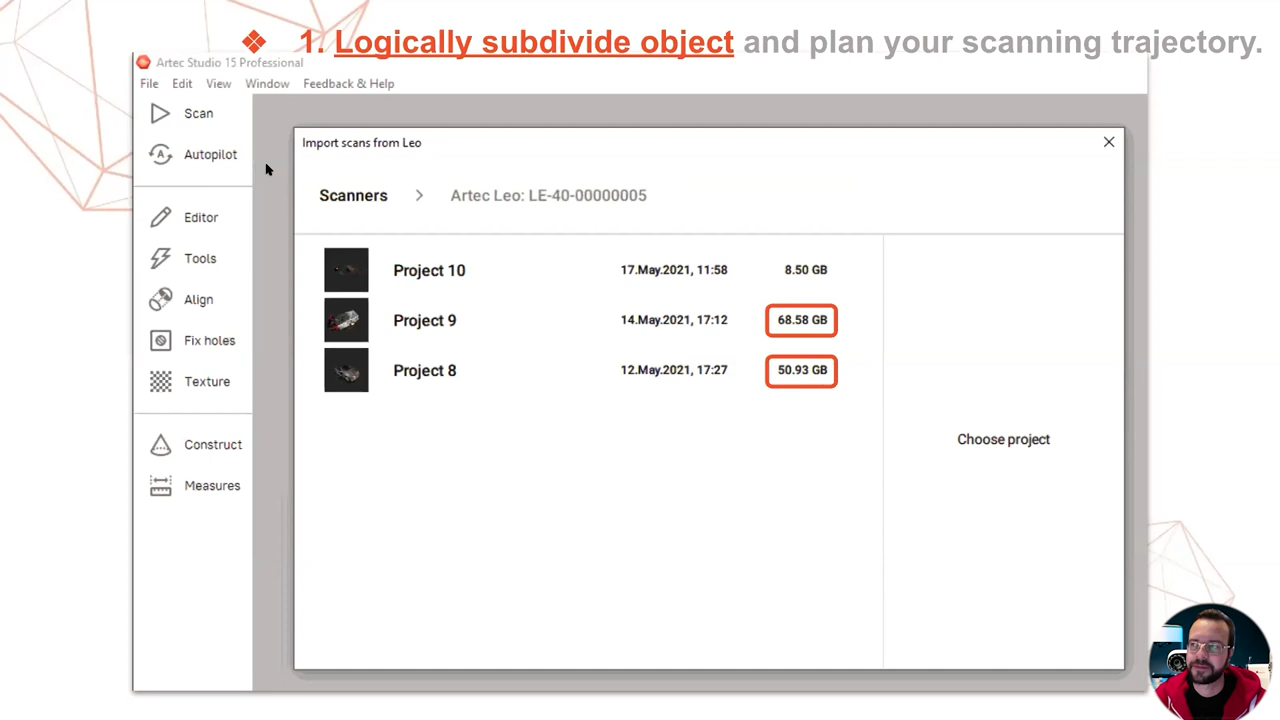 ❖ 1. Logically subdivide object and plan your scanning trajectory.
Artec Studio 15 Professional
File Edit View Window Feedback & Help
Scan
Autopilot
Editor
Tools
Align
Fix holes
Texture
Construct
Measures
Import scans from Leo
Scanners > Artec Leo: LE-40-00000005
Project 10 17.May.2021, 11:58 8.50 GB
Project 9 14.May.2021, 17:12 68.58 GB
Project 8 12.May.2021, 17:27 50.93 GB
Choose project